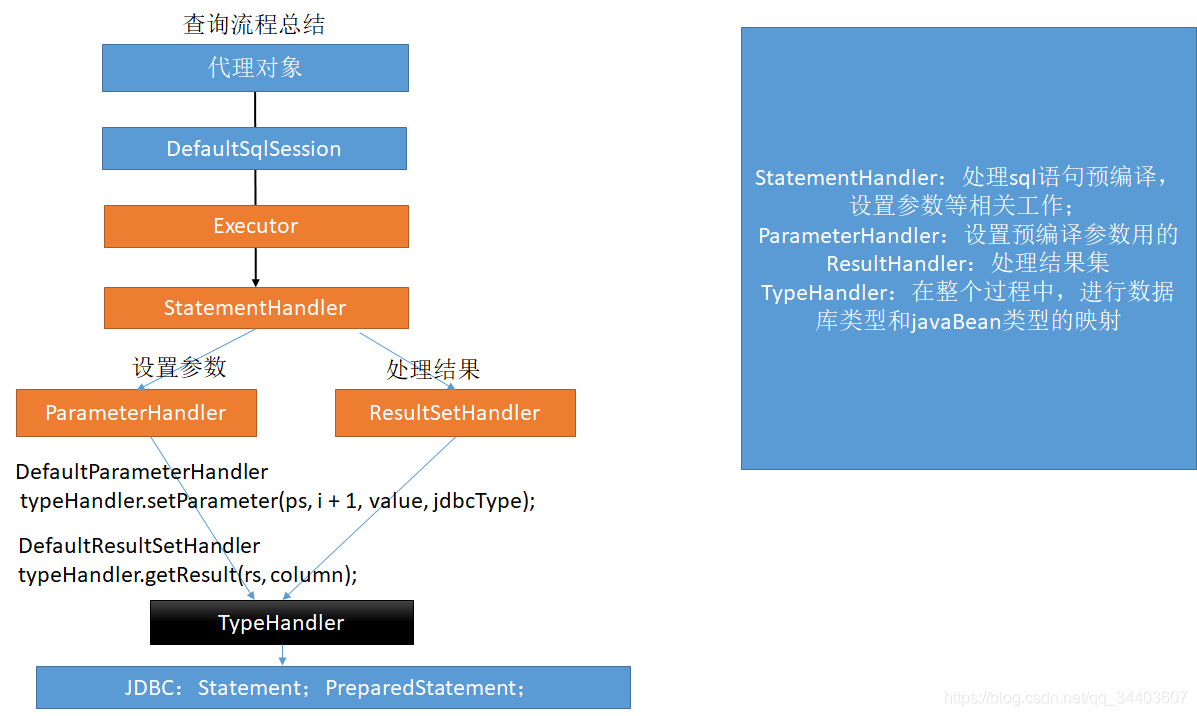 查询流程总结
代理对象
DefaultSqlSession
Executor
StatementHandler
设置参数
处理结果
ParameterHandler
ResultSetHandler
DefaultParameterHandler
typeHandler.setParameter(ps, i + 1, value, jdbcType);
DefaultResultSetHandler
typeHandler.getResult(rs, column);
TypeHandler
JDBC：Statement；PreparedStatement；
StatementHandler：处理sql语句预编译，
设置参数等相关工作；
ParameterHandler：设置预编译参数用的
ResultHandler：处理结果集
TypeHandler：在整个过程中，进行数据
库类型和javaBean类型的映射
https://blog.csdn.net/qq_34403607